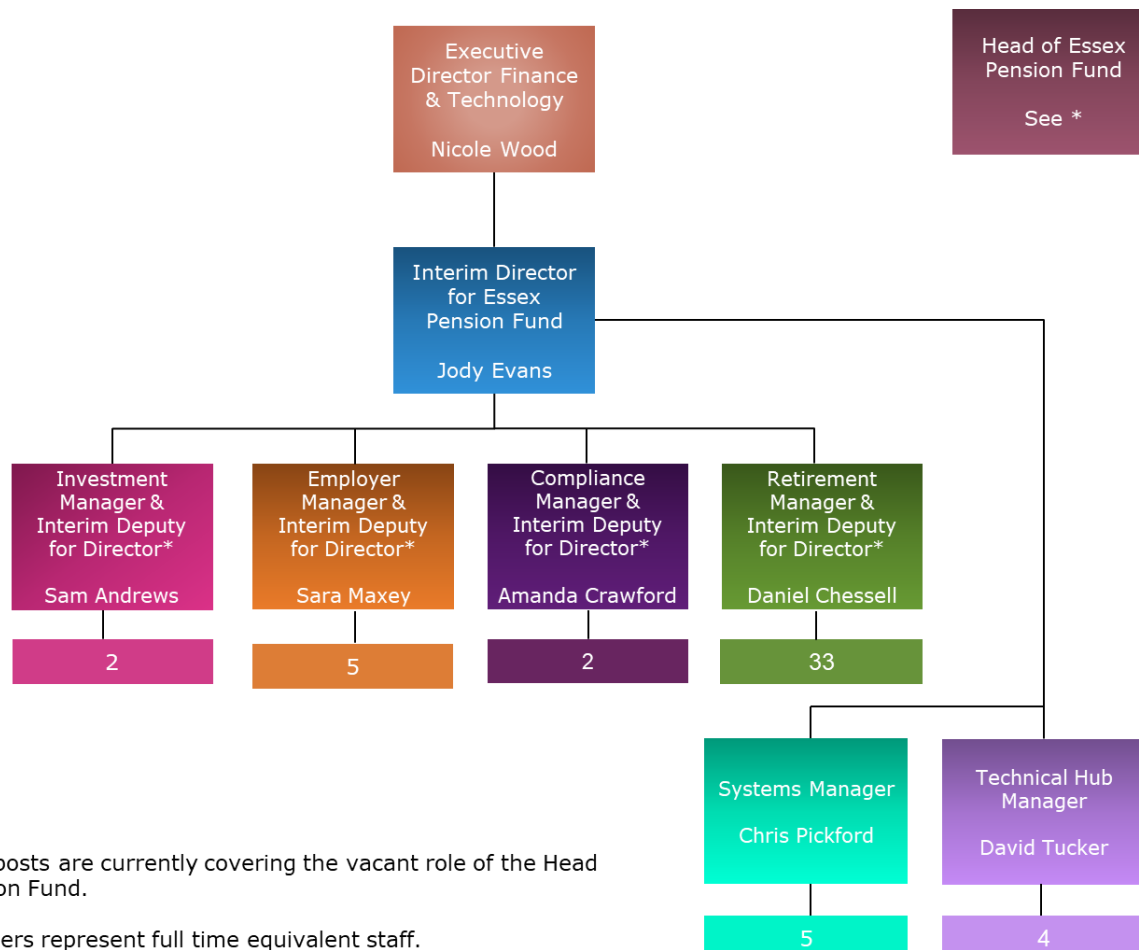 Executive
Director Finance
& Technology
Nicole Wood
Head of Essex
Pension Fund
See *
Interim Director
for Essex
Pension Fund
Jody Evans
Investment
Manager &
Interim Deputy
for Director*
Sam Andrews
Employer
Manager &
Interim Deputy
for Director*
Sara Maxey
Compliance
Manager &
Interim Deputy
for Director*
Amanda Crawford
Retirement
Manager &
Interim Deputy
for Director*
Daniel Chessell
2
5
2
33
Systems Manager
Chris Pickford
Technical Hub
Manager
David Tucker
5
4
posts are currently covering the vacant role of the Head
on Fund.
ers represent full time equivalent staff.